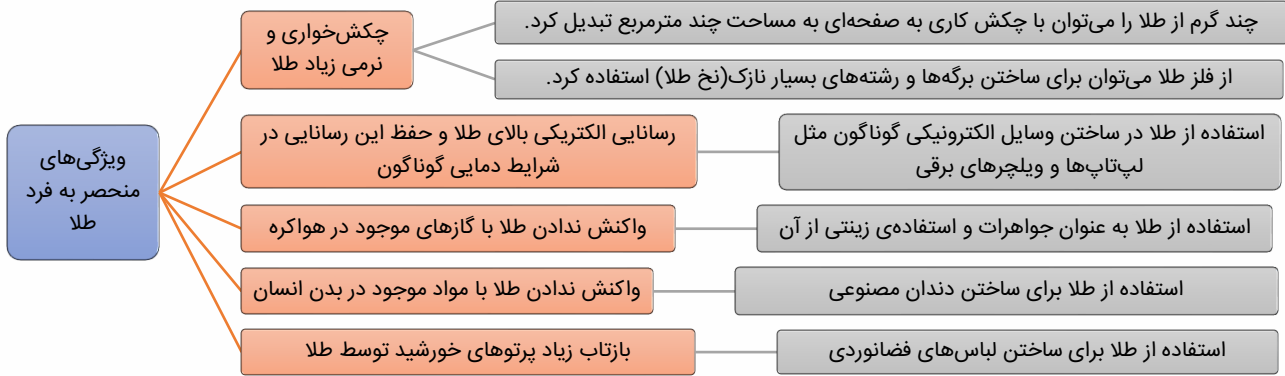 ویژگی‌های
منحصر به فرد
طلا
چکش‌خواری و
نرمی زیاد طلا
چند گرم از طلا را می‌توان با چکش کاری به صفحه‌ای به مساحت چند مترمربع تبدیل کرد.
از فلز طلا می‌توان برای ساختن برگه‌ها و رشته‌های بسیار نازک(نخ طلا) استفاده کرد.
رسانایی الکتریکی بالای طلا و حفظ این رسانایی در
شرایط دمایی گوناگون
استفاده از طلا در ساختن وسایل الکترونیکی گوناگون مثل
لپ‌تاپ‌ها و ویلچرهای برقی
واکنش ندادن طلا با گازهای موجود در هواکره
استفاده از طلا به عنوان جواهرات و استفاده‌ی زینتی از آن
واکنش ندادن طلا با مواد موجود در بدن انسان
استفاده از طلا برای ساختن دندان مصنوعی
بازتاب زیاد پرتوهای خورشید توسط طلا
استفاده از طلا برای ساختن لباس‌های فضانوردی